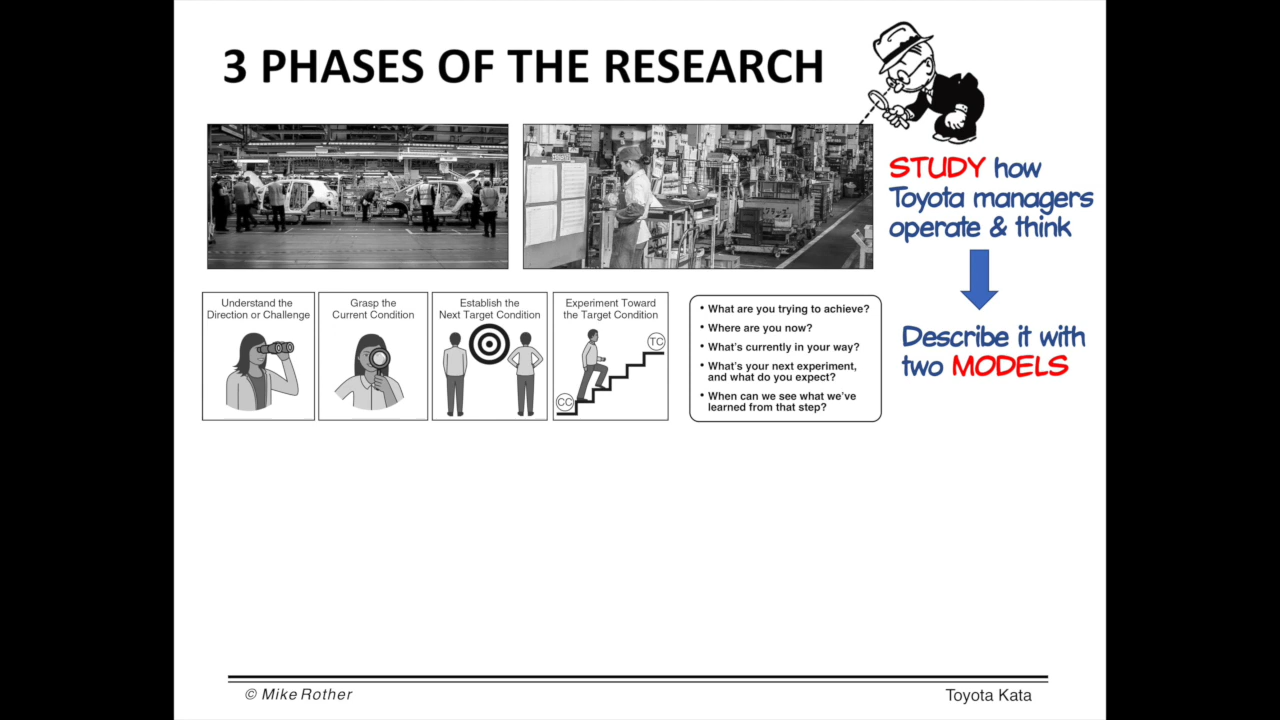 3 PHASES OF THE RESEARCH
STUDY how
Toyota managers
operate & think
Understand the
Direction or Challenge
Grasp the
Current Condition
Establish the
Next Target Condition
Experiment Toward
the Target Condition
TC
CC
• What are you trying to achieve?
• Where are you now?
• What's currently in your way?
• What's your next experiment,
and what do you expect?
• When can we see what we've
learned from that step?
Describe it with
two MODELS
© Mike Rother
Toyota Kata